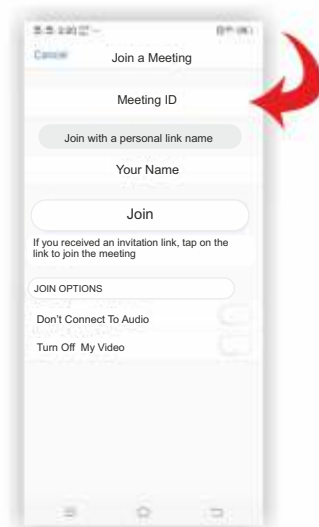 Cancel
Join a Meeting
Meeting ID
Join with a personal link name
Your Name
Join
If you received an invitation link, tap on the
link to join the meeting
JOIN OPTIONS
Don't Connect To Audio
Turn Off My Video